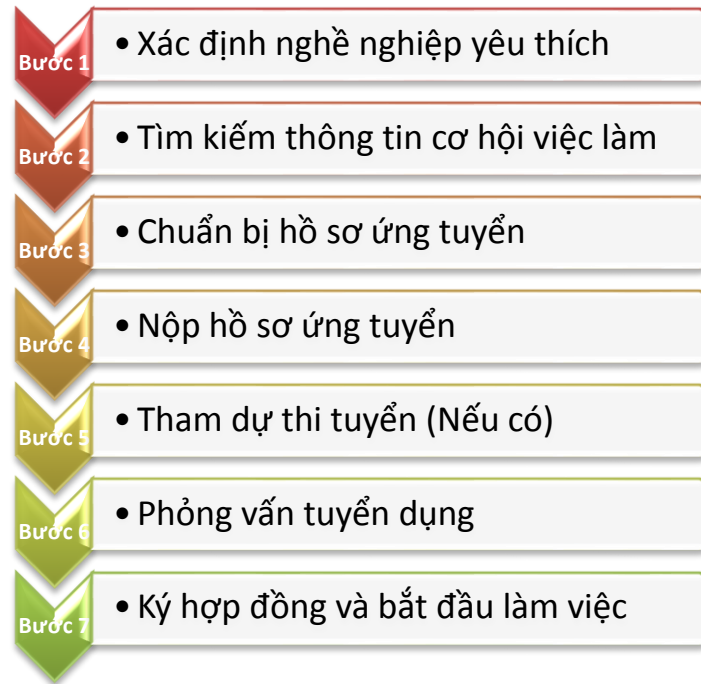 Bước 1
• Xác định nghề nghiệp yêu thích
Bước 2
• Tìm kiếm thông tin cơ hội việc làm
Bước 3
• Chuẩn bị hồ sơ ứng tuyển
Bước 4
• Nộp hồ sơ ứng tuyển
Bước 5
• Tham dự thi tuyển (Nếu có)
Bước 6
• Phỏng vấn tuyển dụng
Bước 7
• Ký hợp đồng và bắt đầu làm việc